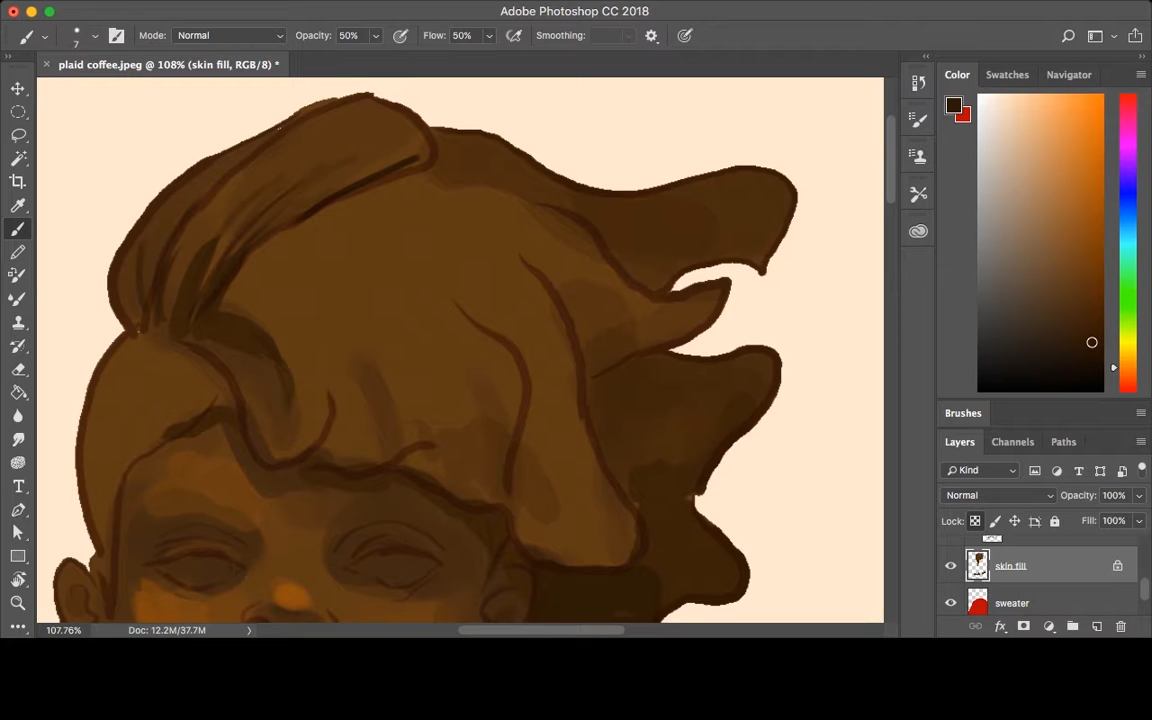 Adobe Photoshop CC 2018
7 Mode: Normal Opacity: 50% Flow: 50% Smoothing:
plaid coffee.jpeg @ 108% (skin fill, RGB/8) *
Color Swatches Navigator
Brushes
Layers Channels Paths
Kind
Normal Opacity: 100%
Lock: Fill: 100%
skin fill
sweater
fx
107.76% Doc: 12.2M/37.7M